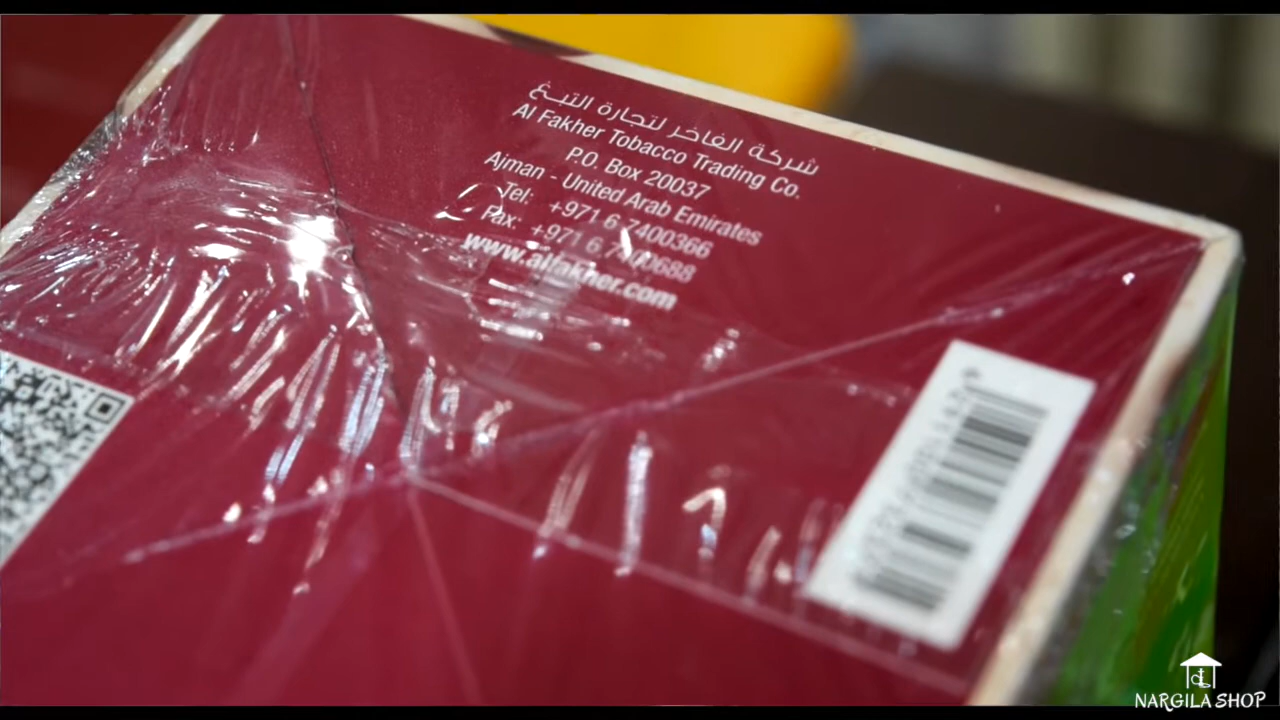 شركة الفاخر لتجارة التبغ
Al Fakher Tobacco Trading Co.
P.O. Box 20037
Ajman - United Arab Emirates
Tel: +971 6 7400366
Fax: +971 6
www.alfakher.com
NARGILA SHOP